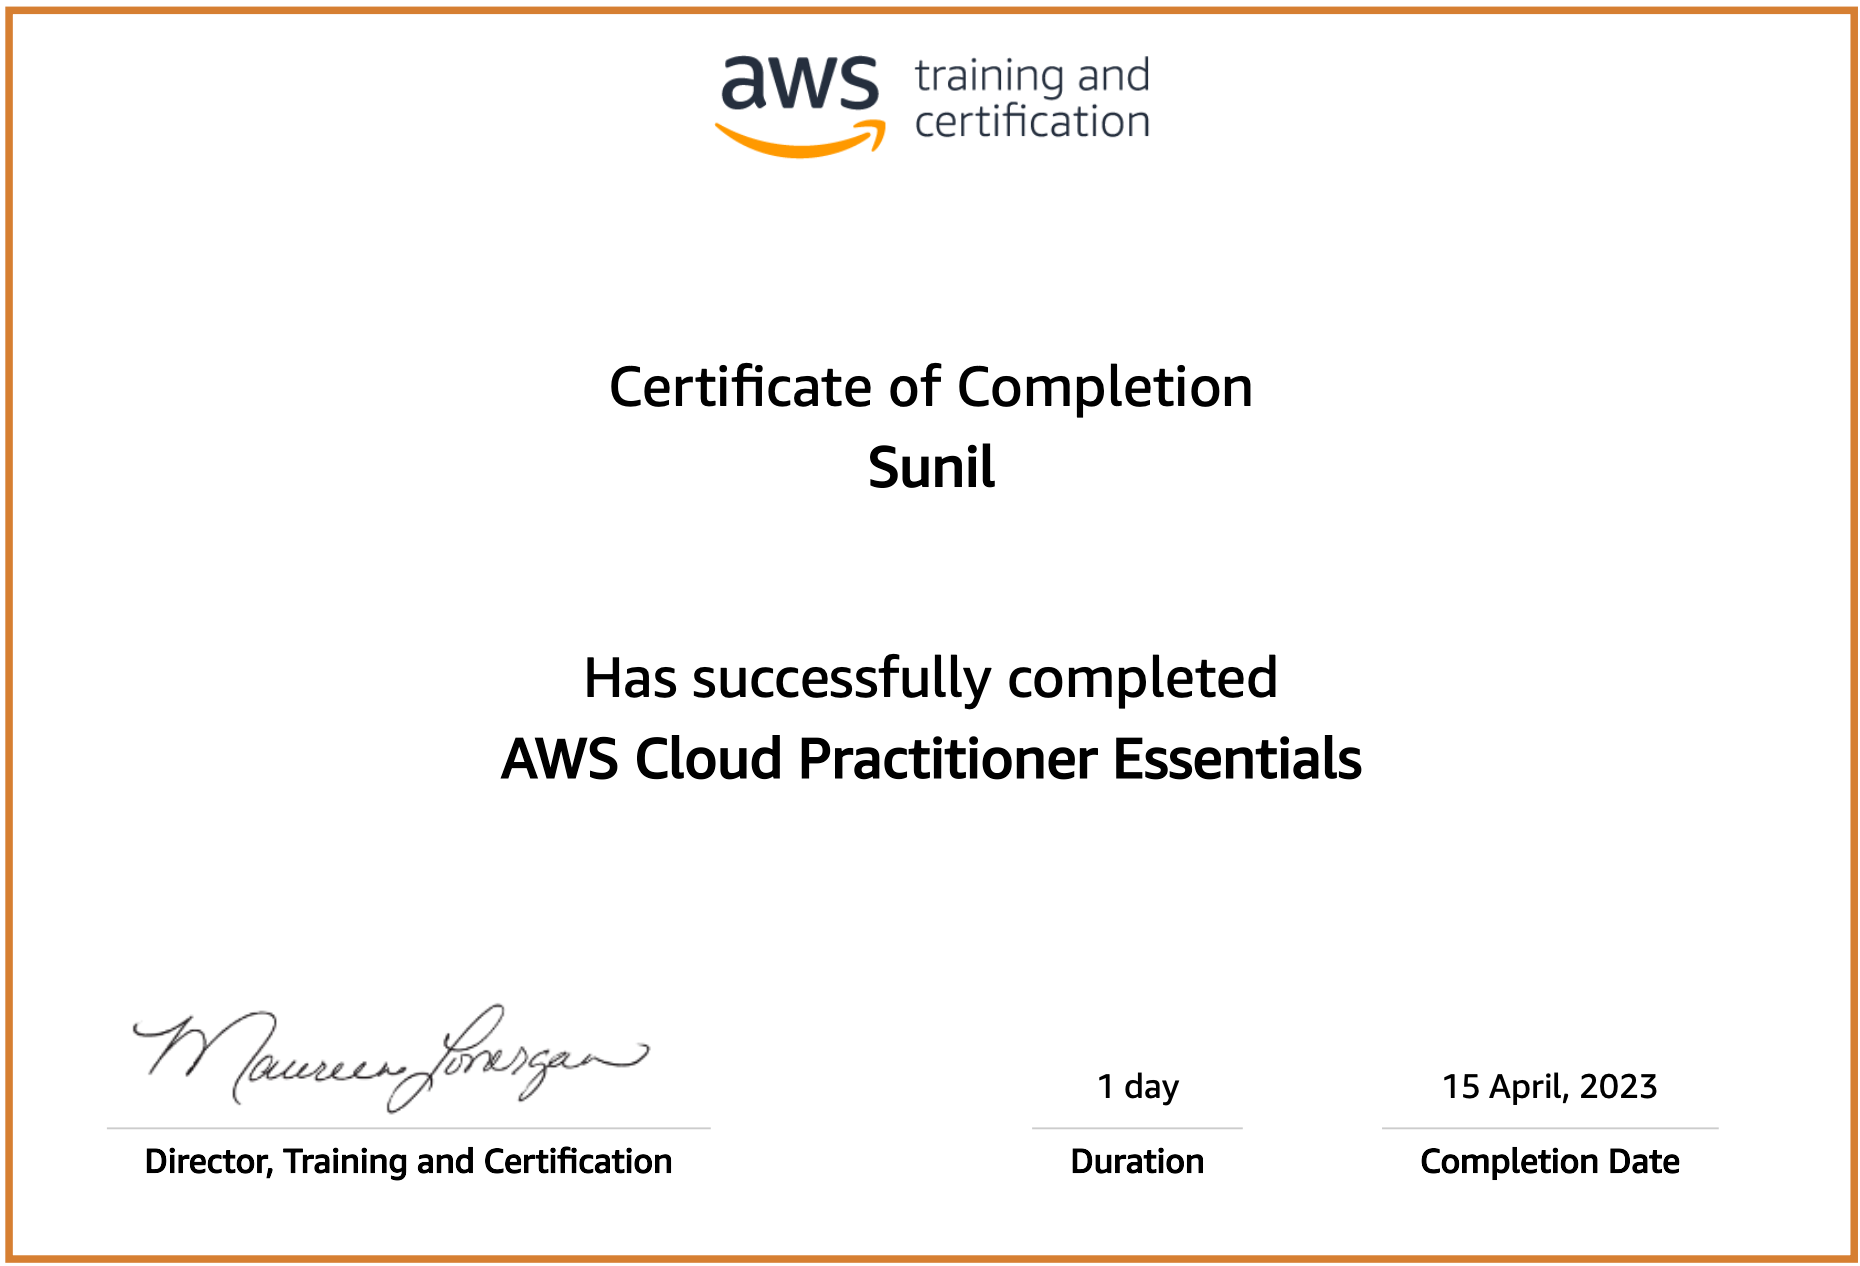 aws training and
certification
Certificate of Completion
Sunil
Has successfully completed
AWS Cloud Practitioner Essentials
Maureen Lonergan
1 day
15 April, 2023
Director, Training and Certification
Duration
Completion Date